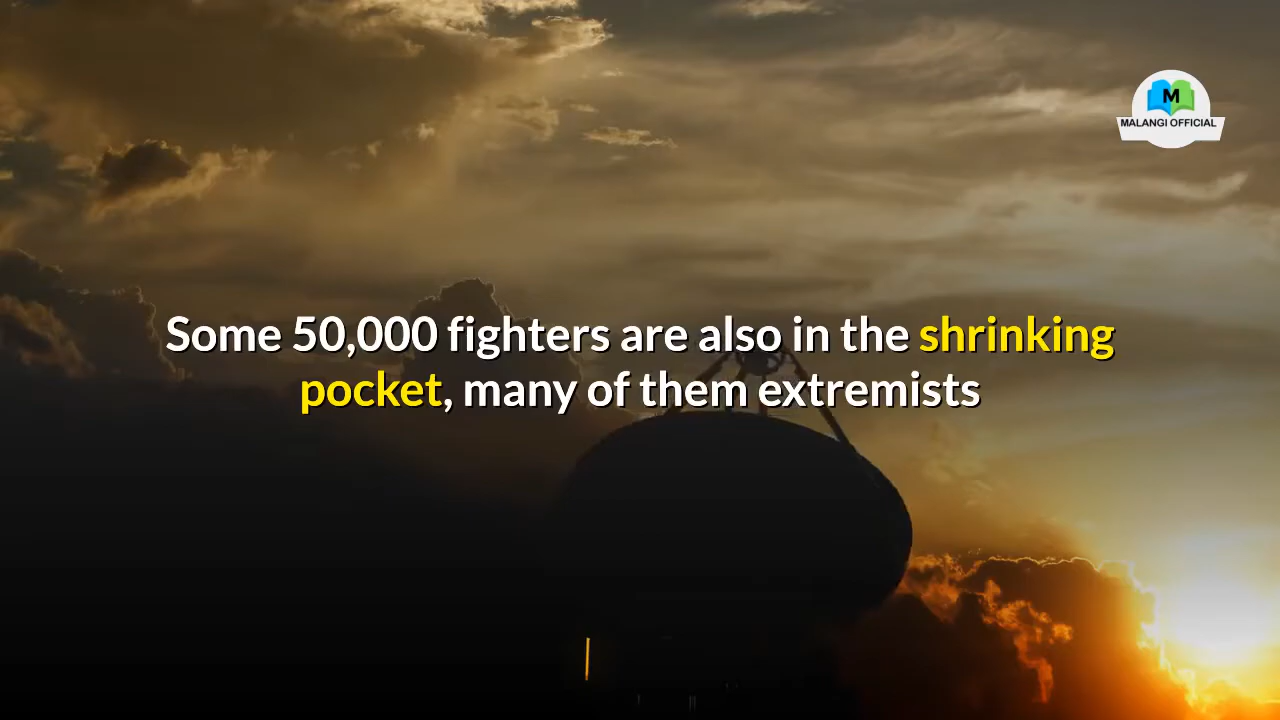 M
MALANGI OFFICIAL
Some 50,000 fighters are also in the shrinking
pocket, many of them extremists